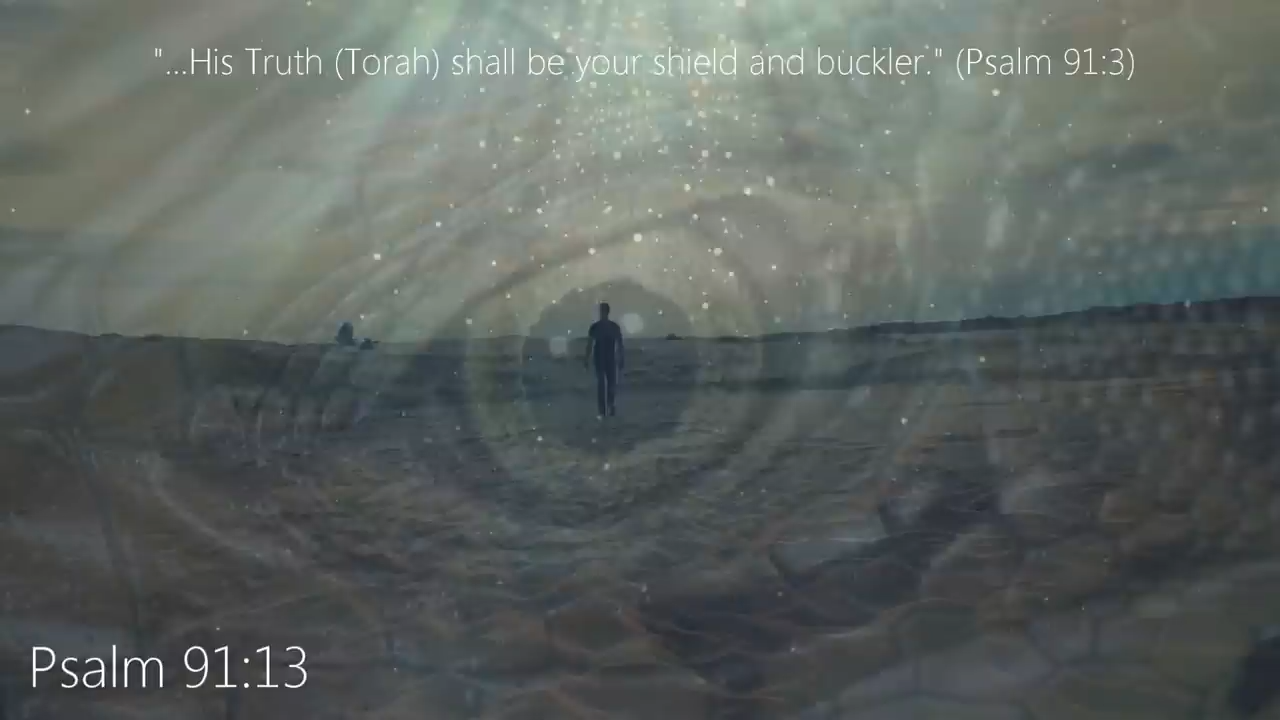 "...His Truth (Torah) shall be your shield and buckler." (Psalm 91:3)
Psalm 91:13